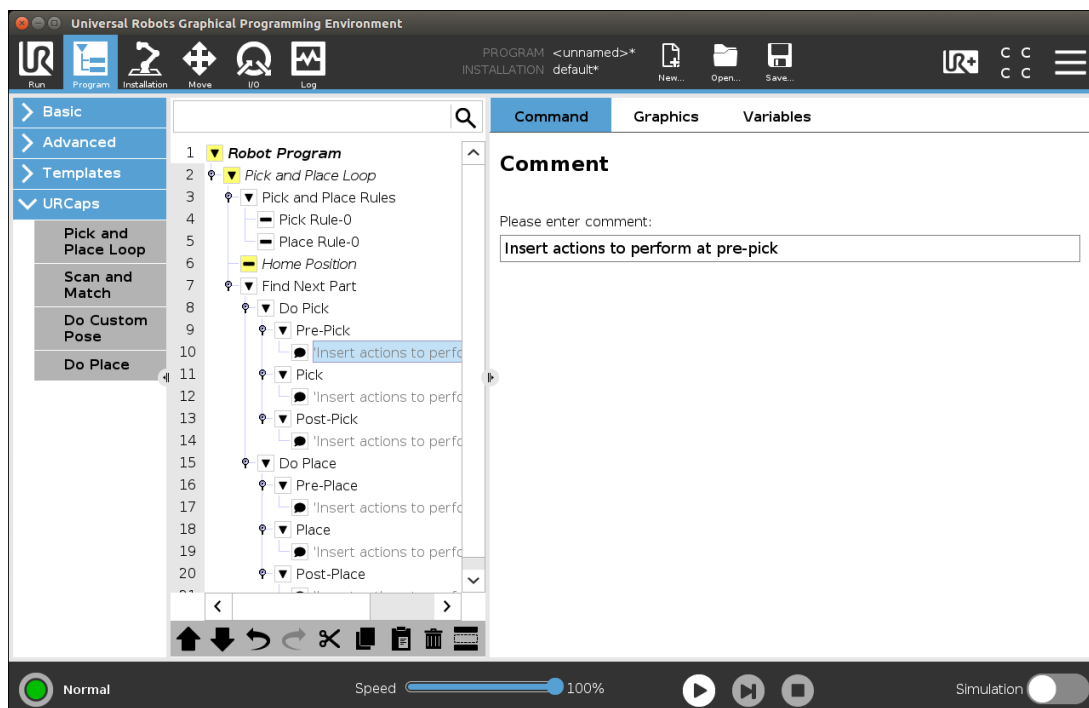 Universal Robots Graphical Programming Environment
Run
Program
Installation
Move
I/O
Log
PROGRAM <unnamed>*
INSTALLATION default*
New...
Open...
Save...
UR+
C C
C C
Basic
Advanced
Templates
URCaps
Pick and
Place Loop
Scan and
Match
Do Custom
Pose
Do Place
1 Robot Program
2 Pick and Place Loop
3 Pick and Place Rules
4 Pick Rule-0
5 Place Rule-0
6 Home Position
7 Find Next Part
8 Do Pick
9 Pre-Pick
10 'Insert actions to perfo
11 Pick
12 'Insert actions to perfo
13 Post-Pick
14 'Insert actions to perfo
15 Do Place
16 Pre-Place
17 'Insert actions to perfo
18 Place
19 'Insert actions to perfo
20 Post-Place
Command
Graphics
Variables
Comment
Please enter comment:
Insert actions to perform at pre-pick
Normal
Speed
100%
Simulation